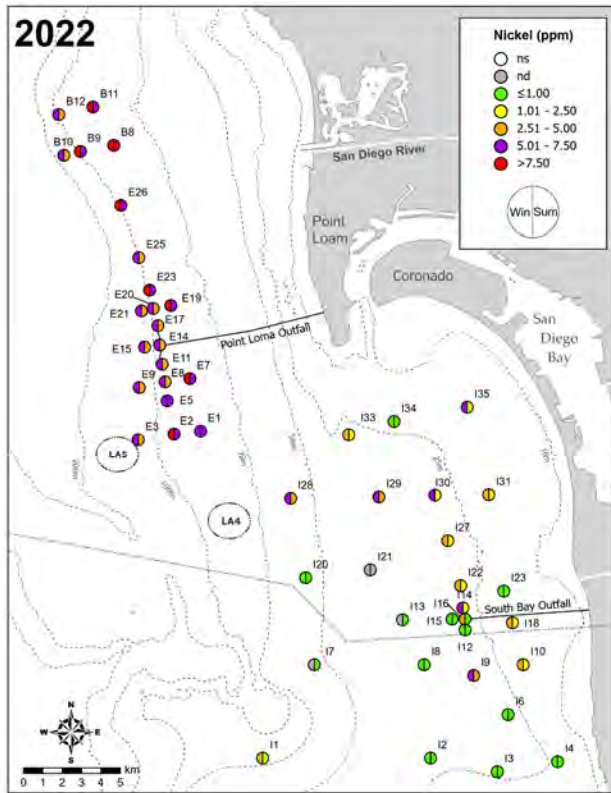 2022
Nickel (ppm)
ns
nd
≤1.00
1.01 - 2.50
2.51 - 5.00
5.01 - 7.50
>7.50
Win Sum
B12 B11
B10 B9 B8
San Diego River
E26
Point
Loam
E25
Coronado
E23
E20 E19
E21
E17
San
Diego
Bay
Point Loma Outfall
E15 E14
E11
E9 E8 E7
E5
E3 E2 E1
I35
I34
I33
LA5
LA4
I28 I29 I30 I31
I27
I20 I21
I22 I23
I16 I14
South Bay Outfall
I13 I15 I18
I12
I7 I8 I9 I10
I6
I1 I2 I3 I4
N
W E
S
0 1 2 3 4 5
km